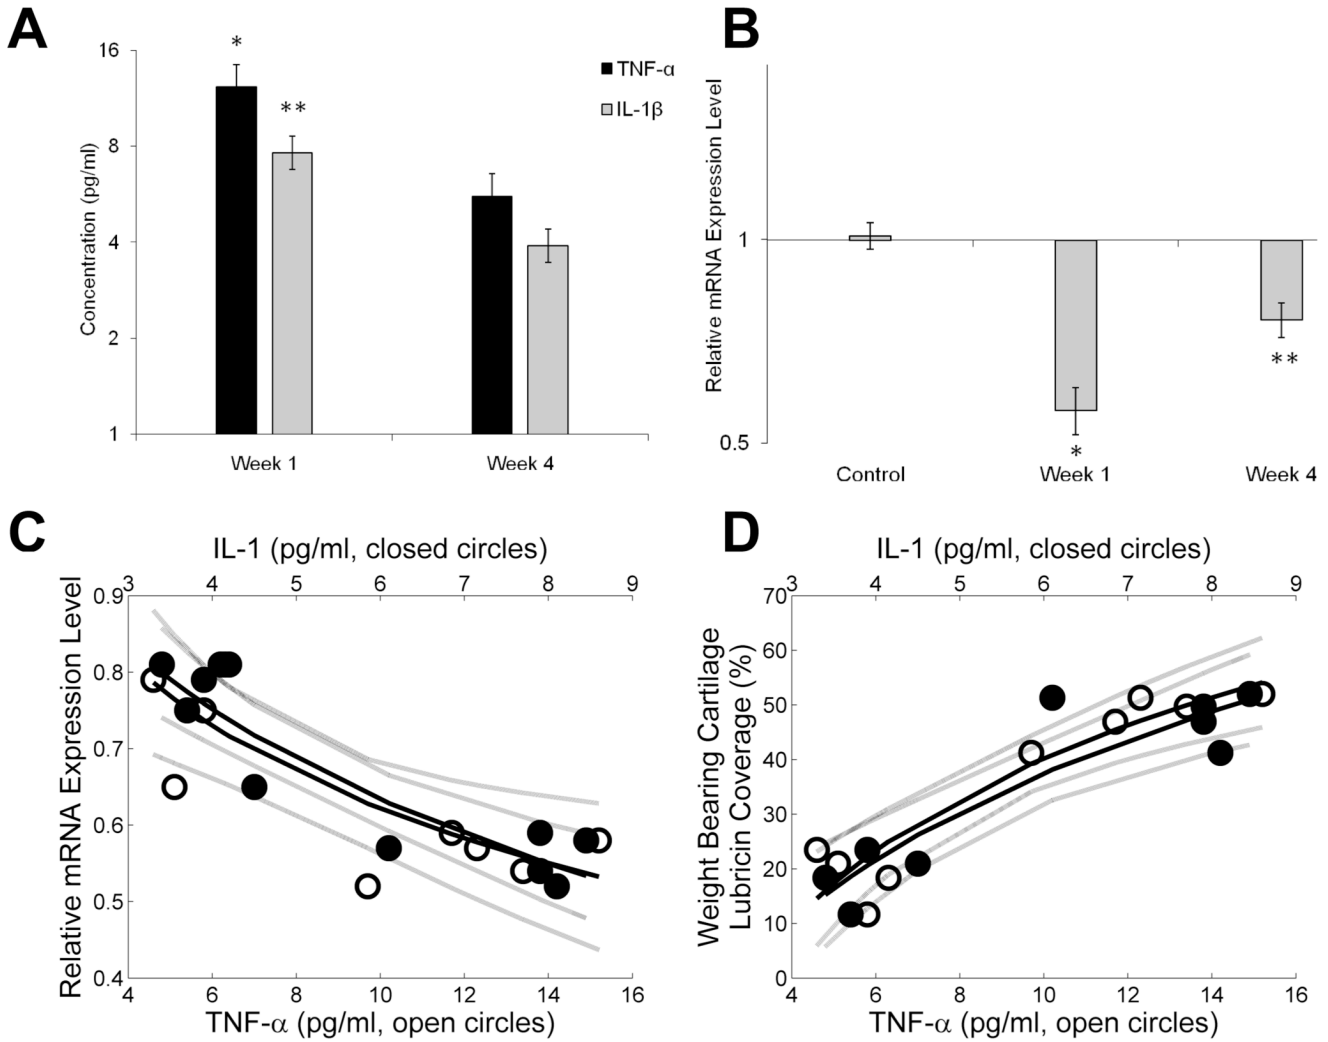 A
16
8
4
2
1
Concentration (pg/ml)
*
**
TNF-α
IL-1β
Week 1
Week 4
B
Relative mRNA Expression Level
1
0.5
*
**
Control
Week 1
Week 4
C
IL-1 (pg/ml, closed circles)
3 4 5 6 7 8 9
Relative mRNA Expression Level
0.9
0.8
0.7
0.6
0.5
0.4
4 6 8 10 12 14 16
TNF-α (pg/ml, open circles)
D
IL-1 (pg/ml, closed circles)
3 4 5 6 7 8 9
Weight Bearing Cartilage
Lubricin Coverage (%)
70
60
50
40
30
20
10
0
4 6 8 10 12 14 16
TNF-α (pg/ml, open circles)